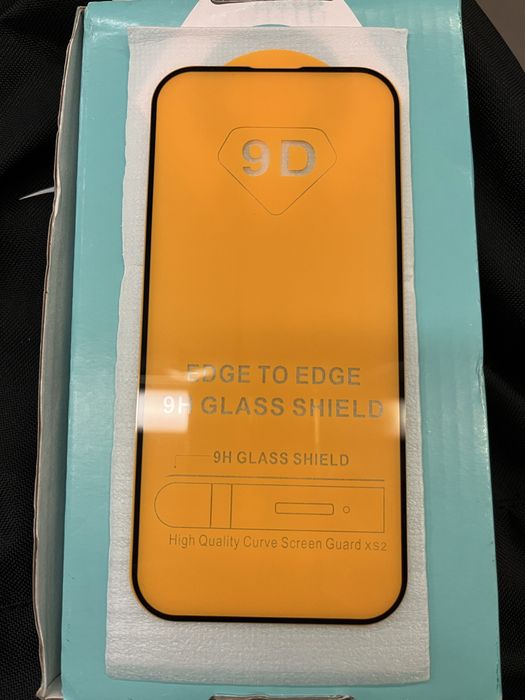 9D
EDGE TO EDGE
9H GLASS SHIELD
9H GLASS SHIELD
High Quality Curve Screen Guard XS2